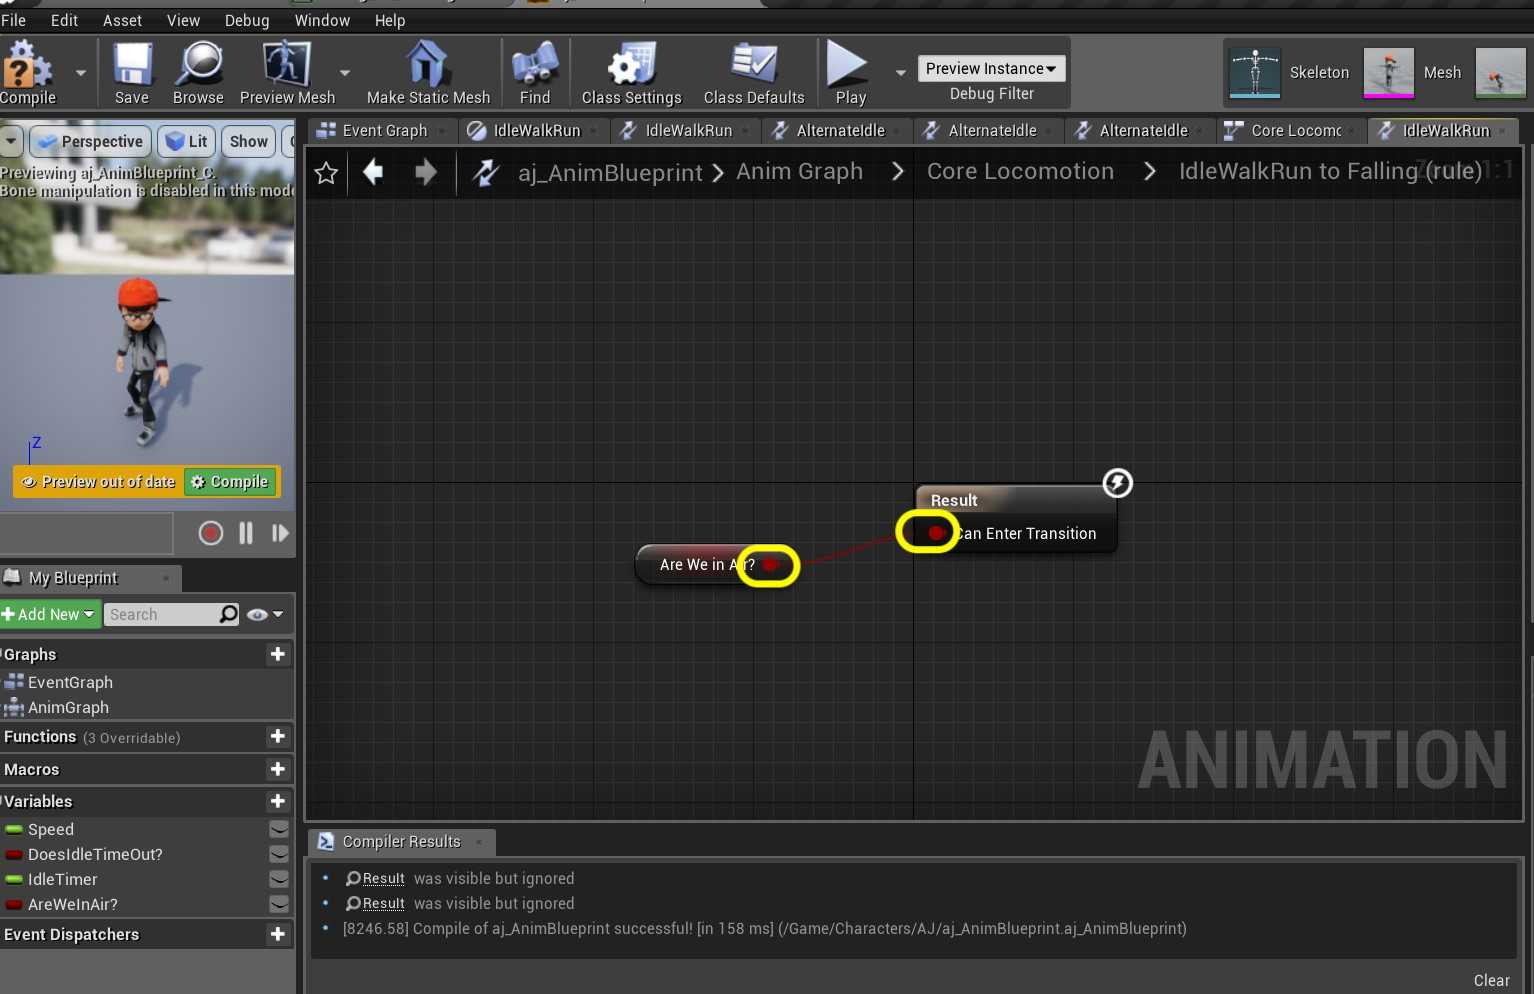 File Edit Asset View Debug Window Help
Compile Save Browse Preview Mesh Make Static Mesh Find Class Settings Class Defaults Play
Preview Instance
Debug Filter
Skeleton Mesh
Event Graph IdleWalkRun IdleWalkRun AlternateIdle AlternateIdle AlternateIdle Core Locomo IdleWalkRun
Perspective Lit Show
Previewing aj_AnimBlueprint_C.
Bone manipulation is disabled in this mode
aj_AnimBlueprint > Anim Graph > Core Locomotion > IdleWalkRun to Falling (rule)
Zoom 1:1
Z
Preview out of date Compile
Result
Can Enter Transition
Are We in Air?
ANIMATION
My Blueprint
Add New Search
Graphs
EventGraph
AnimGraph
Functions (3 Overridable)
Macros
Variables
Speed
DoesIdleTimeOut?
IdleTimer
AreWeInAir?
Event Dispatchers
Compiler Results
Result was visible but ignored
Result was visible but ignored
[8246.58] Compile of aj_AnimBlueprint successful! [in 158 ms] (/Game/Characters/AJ/aj_AnimBlueprint.aj_AnimBlueprint)
Clear